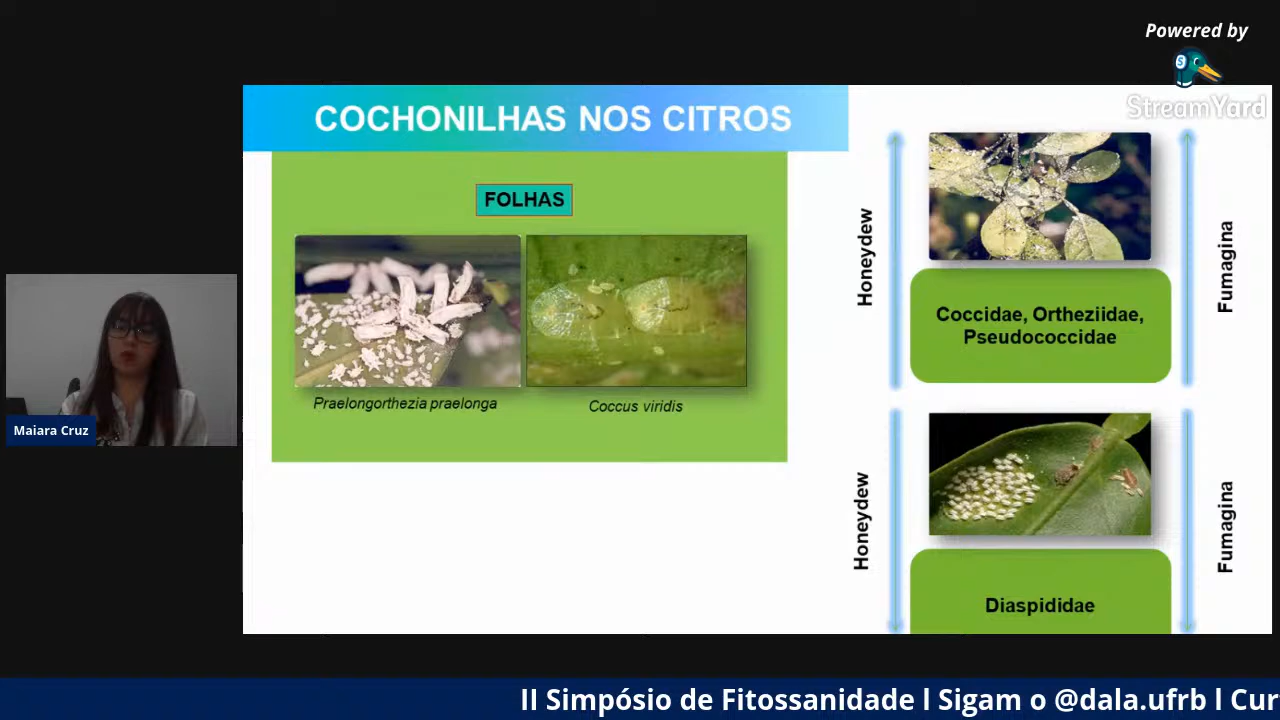 Powered by
StreamYard
COCHONILHAS NOS CITROS
FOLHAS
Praelongorthezia praelonga
Coccus viridis
Honeydew
Coccidae, Ortheziidae,
Pseudococcidae
Fumagina
Honeydew
Diaspididae
Fumagina
Maiara Cruz
II Simpósio de Fitossanidade l Sigam o @dala.ufrb l Cur